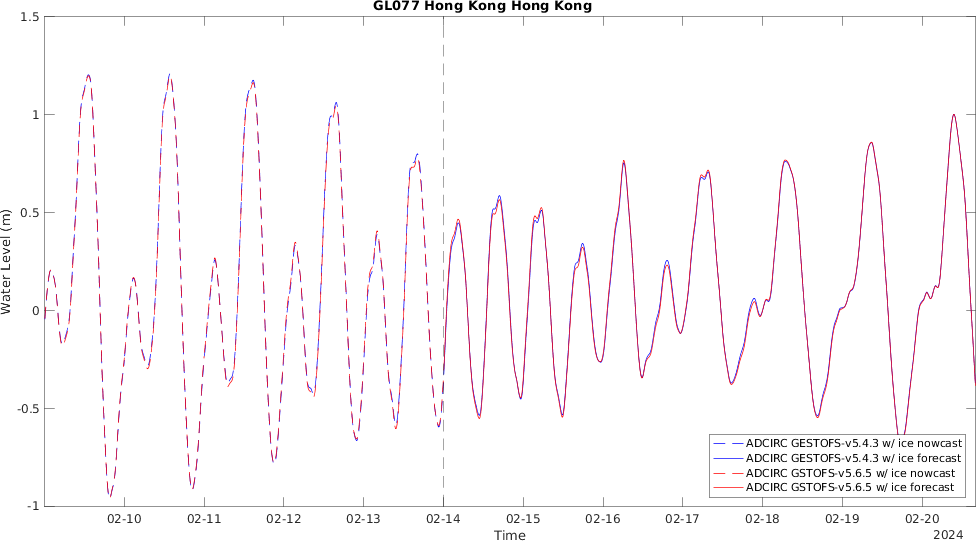 GL077 Hong Kong Hong Kong
1.5
1
0.5
0
-0.5
-1
Water Level (m)
ADCIRC GESTOFS-v5.4.3 w/ ice nowcast
ADCIRC GESTOFS-v5.4.3 w/ ice forecast
ADCIRC GSTOFS-v5.6.5 w/ ice nowcast
ADCIRC GSTOFS-v5.6.5 w/ ice forecast
02-10 02-11 02-12 02-13 02-14 02-15 02-16 02-17 02-18 02-19 02-20
Time
2024